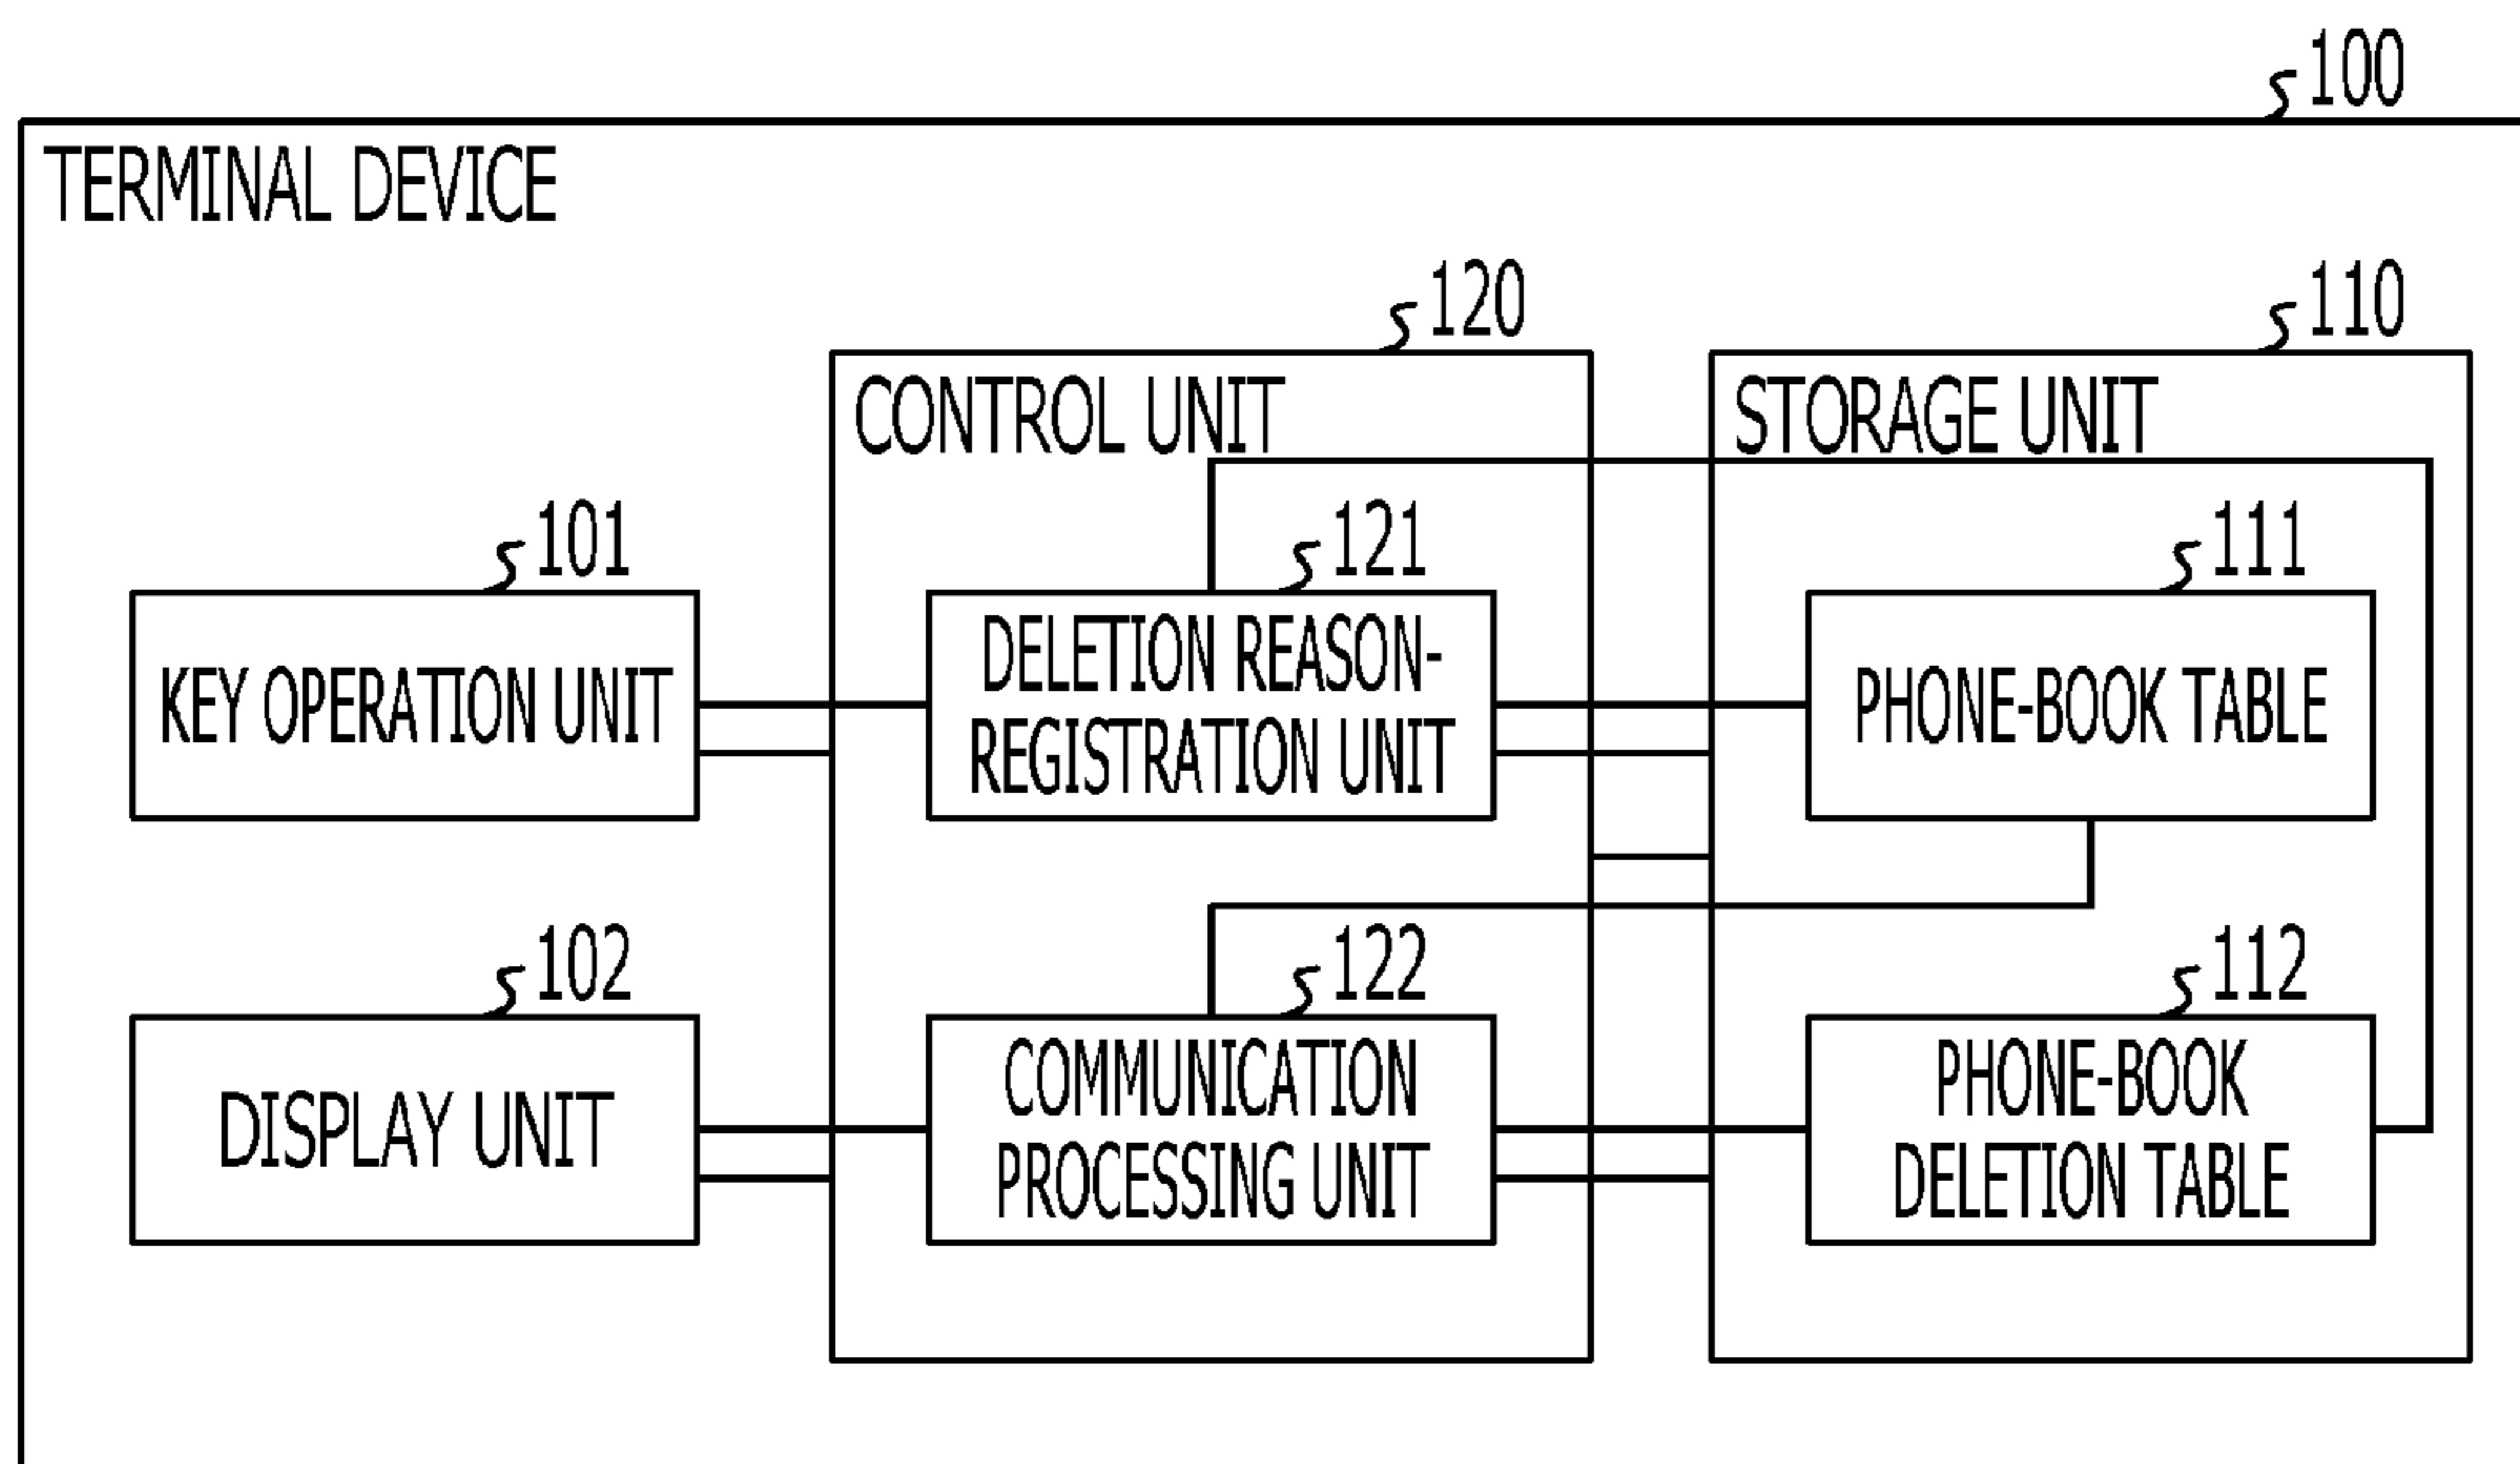 100
TERMINAL DEVICE
120
110
CONTROL UNIT
STORAGE UNIT
101
121
111
KEY OPERATION UNIT
DELETION REASON-
REGISTRATION UNIT
PHONE-BOOK TABLE
102
122
112
DISPLAY UNIT
COMMUNICATION
PROCESSING UNIT
PHONE-BOOK
DELETION TABLE